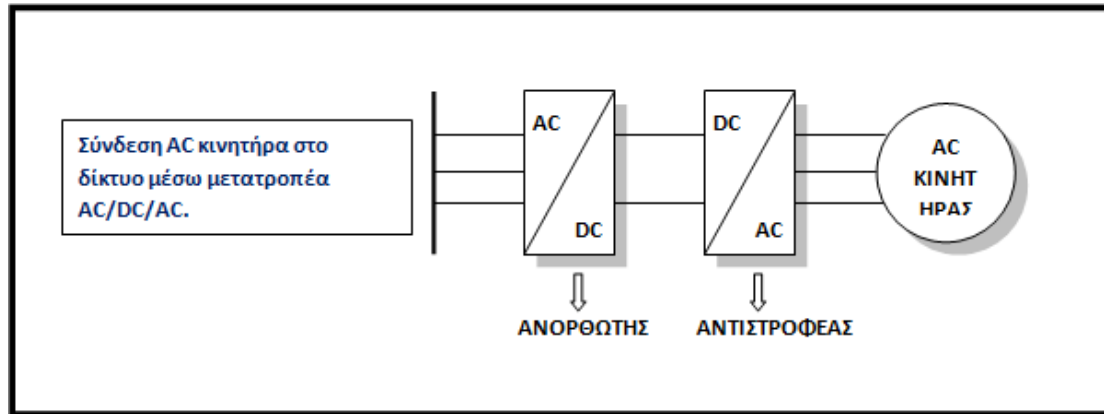 Σύνδεση AC κινητήρα στο
δίκτυο μέσω μετατροπέα
AC/DC/AC.
AC
DC
DC
AC
AC
ΚΙΝΗΤ
ΗΡΑΣ
ΑΝΟΡΘΩΤΗΣ
ΑΝΤΙΣΤΡΟΦΕΑΣ